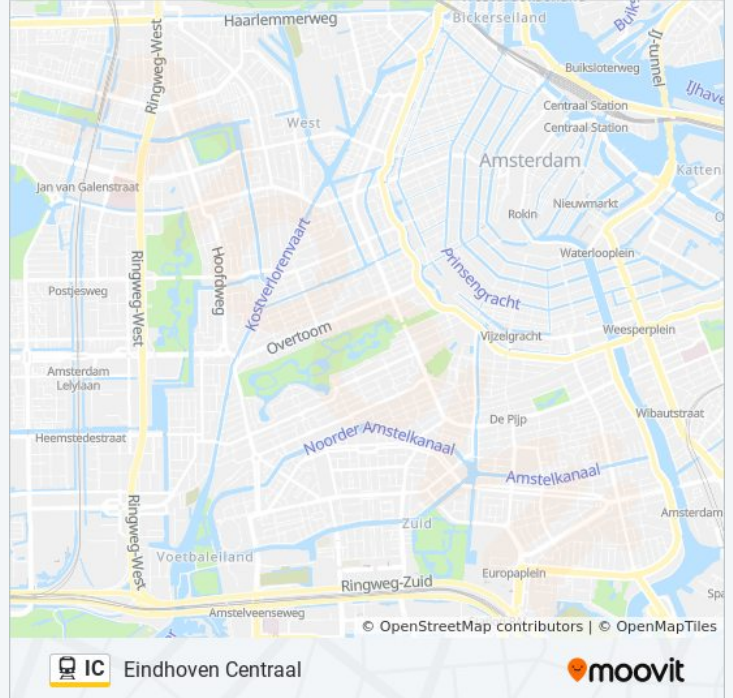 Haarlemmerweg
Bickerseiland
Ringweg-West
IJ-tunnel
Buiksloterweg
Centraal Station
Centraal Station
West
Amsterdam
Jan van Galenstraat
Nieuwmarkt
Rokin
Kostverlorenvaart
Hoofdweg
Ringweg-West
Prinsengracht
Waterlooplein
Postjesweg
Overtoom
Vijzelgracht
Weesperplein
Amsterdam
Lelylaan
De Pijp
Wibautstraat
Heemstedestraat
Noorder Amstelkanaal
Amstelkanaal
Ringweg-West
Zuid
Amsterdam
Voetbaleiland
Europaplein
Ringweg-Zuid
Amstelveenseweg
© OpenStreetMap contributors | © OpenMapTiles
IC Eindhoven Centraal
moovit